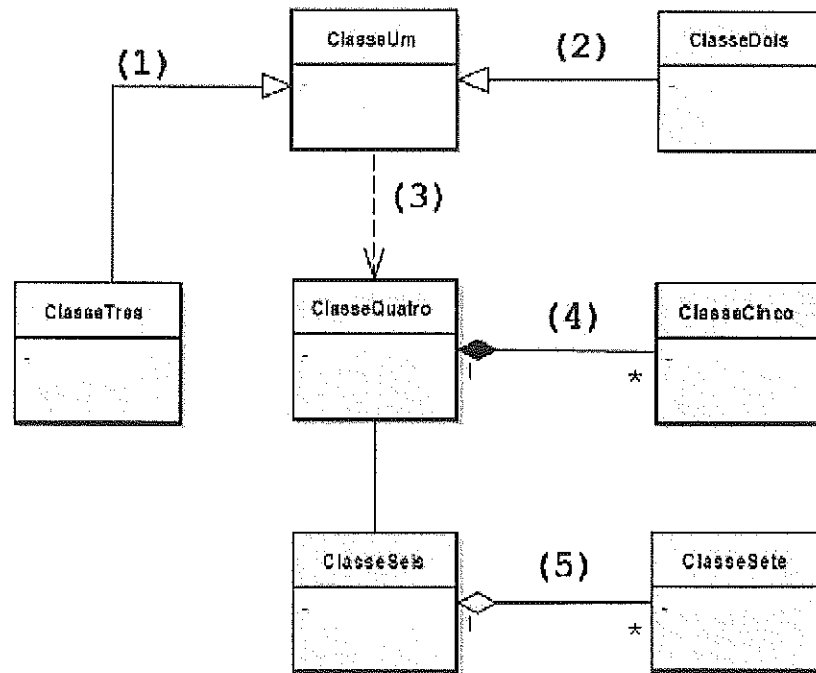 ClasseUm
(1)
(2)
ClasseDois
(3)
ClasseTres
ClasseQuatro
(4)
ClasseCinco
1
*
ClasseSeis
(5)
ClasseSete
1
*